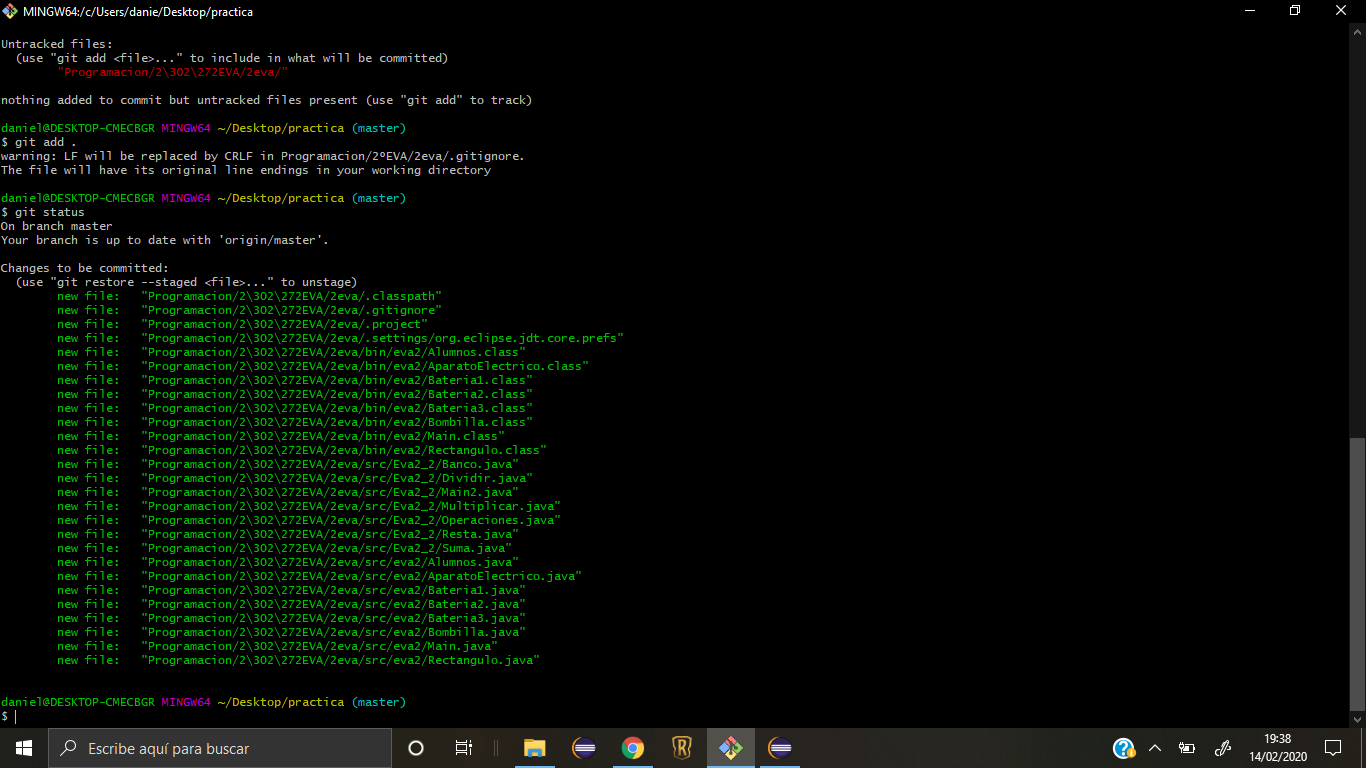 MINGW64:/c/Users/danie/Desktop/practica
Untracked files:
  (use "git add <file>..." to include in what will be committed)
        "Programacion/2\302\272EVA/2eva/"
nothing added to commit but untracked files present (use "git add" to track)
daniel@DESKTOP-CMECBGR MINGW64 ~/Desktop/practica (master)
$ git add .
warning: LF will be replaced by CRLF in Programacion/2ºEVA/2eva/.gitignore.
The file will have its original line endings in your working directory
daniel@DESKTOP-CMECBGR MINGW64 ~/Desktop/practica (master)
$ git status
On branch master
Your branch is up to date with 'origin/master'.
Changes to be committed:
  (use "git restore --staged <file>..." to unstage)
        new file:   "Programacion/2\302\272EVA/2eva/.classpath"
        new file:   "Programacion/2\302\272EVA/2eva/.gitignore"
        new file:   "Programacion/2\302\272EVA/2eva/.project"
        new file:   "Programacion/2\302\272EVA/2eva/.settings/org.eclipse.jdt.core.prefs"
        new file:   "Programacion/2\302\272EVA/2eva/bin/eva2/Alumnos.class"
        new file:   "Programacion/2\302\272EVA/2eva/bin/eva2/AparatoElectrico.class"
        new file:   "Programacion/2\302\272EVA/2eva/bin/eva2/Bateria1.class"
        new file:   "Programacion/2\302\272EVA/2eva/bin/eva2/Bateria2.class"
        new file:   "Programacion/2\302\272EVA/2eva/bin/eva2/Bateria3.class"
        new file:   "Programacion/2\302\272EVA/2eva/bin/eva2/Bombilla.class"
        new file:   "Programacion/2\302\272EVA/2eva/bin/eva2/Main.class"
        new file:   "Programacion/2\302\272EVA/2eva/bin/eva2/Rectangulo.class"
        new file:   "Programacion/2\302\272EVA/2eva/src/Eva2_2/Banco.java"
        new file:   "Programacion/2\302\272EVA/2eva/src/Eva2_2/Dividir.java"
        new file:   "Programacion/2\302\272EVA/2eva/src/Eva2_2/Main2.java"
        new file:   "Programacion/2\302\272EVA/2eva/src/Eva2_2/Multiplicar.java"
        new file:   "Programacion/2\302\272EVA/2eva/src/Eva2_2/Operaciones.java"
        new file:   "Programacion/2\302\272EVA/2eva/src/Eva2_2/Resta.java"
        new file:   "Programacion/2\302\272EVA/2eva/src/Eva2_2/Suma.java"
        new file:   "Programacion/2\302\272EVA/2eva/src/eva2/Alumnos.java"
        new file:   "Programacion/2\302\272EVA/2eva/src/eva2/AparatoElectrico.java"
        new file:   "Programacion/2\302\272EVA/2eva/src/eva2/Bateria1.java"
        new file:   "Programacion/2\302\272EVA/2eva/src/eva2/Bateria2.java"
        new file:   "Programacion/2\302\272EVA/2eva/src/eva2/Bateria3.java"
        new file:   "Programacion/2\302\272EVA/2eva/src/eva2/Bombilla.java"
        new file:   "Programacion/2\302\272EVA/2eva/src/eva2/Main.java"
        new file:   "Programacion/2\302\272EVA/2eva/src/eva2/Rectangulo.java"
daniel@DESKTOP-CMECBGR MINGW64 ~/Desktop/practica (master)
$
Escribe aquí para buscar
19:38
14/02/2020